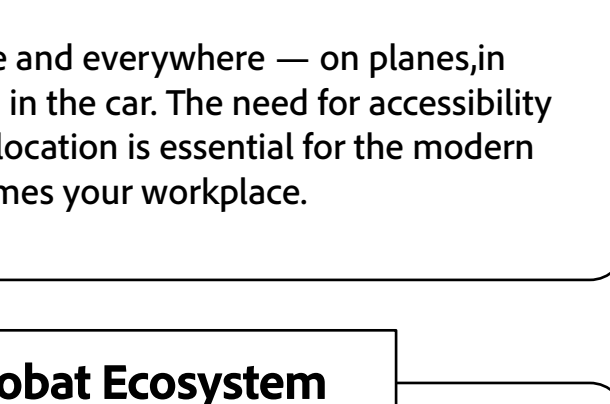 e and everywhere — on planes,in
in the car. The need for accessibility
location is essential for the modern
mes your workplace.
obat Ecosystem